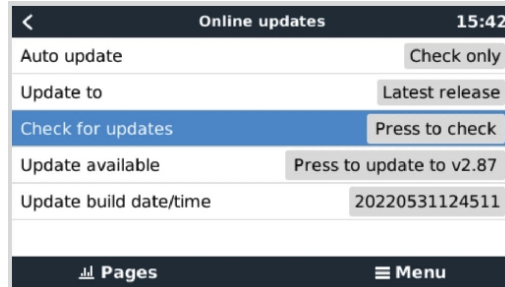 Online updates 15:42
Auto update Check only
Update to Latest release
Check for updates Press to check
Update available Press to update to v2.87
Update build date/time 20220531124511
Pages Menu